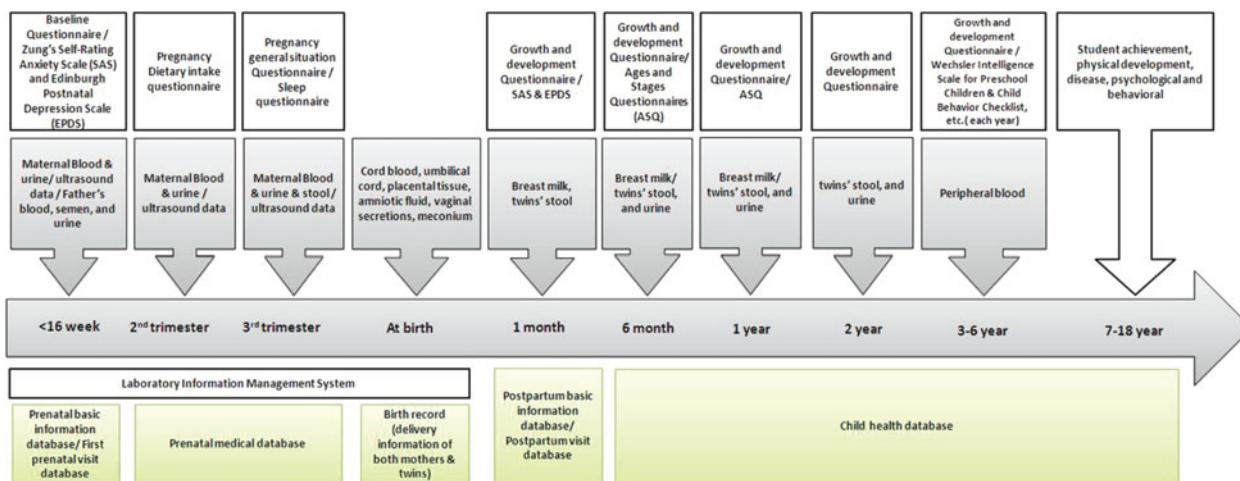 Baseline
Questionnaire /
Zung's Self-Rating
Anxiety Scale (SAS)
and Edinburgh
Postnatal
Depression Scale
(EPDS)
Pregnancy
Dietary intake
questionnaire
Pregnancy
general situation
Questionnaire /
Sleep
questionnaire
Growth and
development
Questionnaire /
SAS & EPDS
Growth and
development
Questionnaire/
Ages and
Stages
Questionnaires
(ASQ)
Growth and
development
Questionnaire/
ASQ
Growth and
development
Questionnaire
Growth and
development
Questionnaire /
Wechsler Intelligence
Scale for Preschool
Children & Child
Behavior Checklist,
etc.( each year)
Student achievement,
physical development,
disease, psychological and
behavioral
Maternal Blood &
urine/ ultrasound
data / Father's
blood, semen, and
urine
Maternal Blood
& urine /
ultrasound data
Maternal Blood
& urine & stool/
ultrasound data
Cord blood, umbilical
cord, placental tissue,
amniotic fluid, vaginal
secretions, meconium
Breast milk,
twins' stool
Breast milk/
twins' stool,
and urine
Breast milk/
twins' stool, and
urine
twins' stool, and
urine
Peripheral blood
<16 week
2nd trimester
3rd trimester
At birth
1 month
6 month
1 year
2 year
3-6 year
7-18 year
Laboratory Information Management System
Prenatal basic
information
database/ First
prenatal visit
database
Prenatal medical database
Birth record
(delivery
information of
both mothers &
twins)
Postpartum basic
information
database/
Postpartum visit
database
Child health database